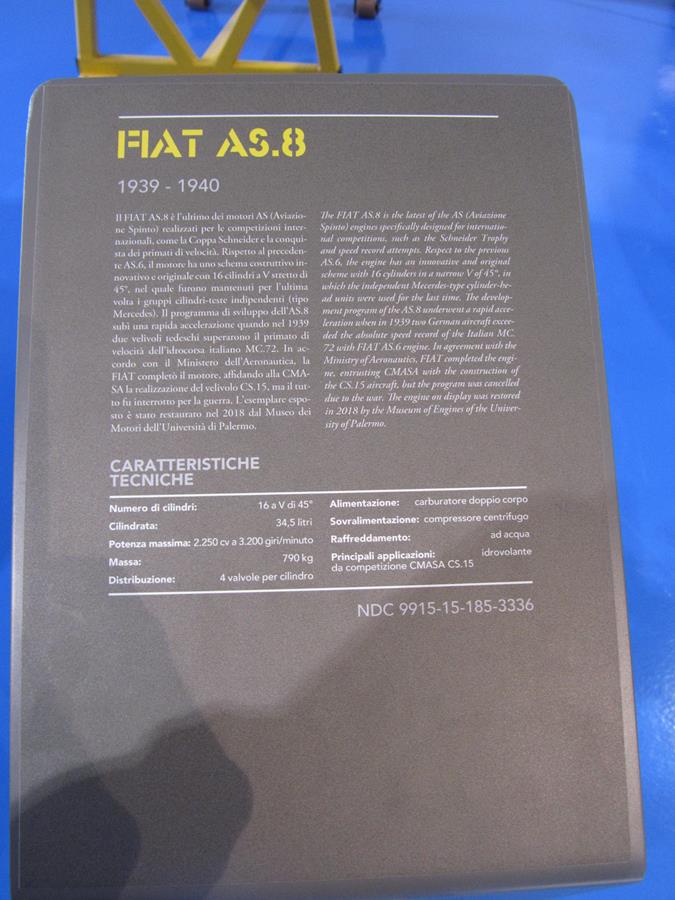 FIAT AS.8
1939 - 1940
Il FIAT AS.8 è l'ultimo dei motori AS (Aviazio-
ne Spinto) realizzati per le competizioni inter-
nazionali, come la Coppa Schneider e la conqui-
sta dei primati di velocità. Rispetto al preceden-
te AS.6, il motore ha uno schema costruttivo in-
novativo e originale con 16 cilindri a V stretto di
45°, nel quale furono mantenuti per l'ultima
volta i gruppi cilindri-teste indipendenti (tipo
Mercedes). Il programma di sviluppo dell'AS.8
subì una rapida accelerazione quando nel 1939
due velivoli tedeschi superarono il primato di
velocità dell'idrocorsa italiano MC.72. In ac-
cordo con il Ministero dell'Aeronautica, la
FIAT completò il motore, affidando alla CMA-
SA la realizzazione del velivolo CS.15, ma il tut-
to fu interrotto per la guerra. L'esemplare espo-
sto è stato restaurato nel 2018 dal Museo dei
Motori dell'Università di Palermo.
The FIAT AS.8 is the latest of the AS (Aviazione
Spinto) engines specifically designed for internatio-
nal competitions, such as the Schneider Trophy
and speed record attempts. Respect to the previous
AS.6, the engine has an innovative and original
scheme with 16 cylinders in a narrow V of 45°, in
which the independent Mecerdes-type cylinder-he-
ad units were used for the last time. The develop-
ment program of the AS.8 underwent a rapid acce-
leration when in 1939 two German aircraft excee-
ded the absolute speed record of the Italian MC.
72 with FIAT AS.6 engine. In agreement with the
Ministry of Aeronautics, FIAT completed the engi-
ne, entrusting CMASA with the construction of
the CS.15 aircraft, but the program was cancelled
due to the war. The engine on display was restored
in 2018 by the Museum of Engines of the Univer-
sity of Palermo.
CARATTERISTICHE
TECNICHE
Numero di cilindri: 16 a V di 45°
Cilindrata: 34,5 litri
Potenza massima: 2.250 cv a 3.200 giri/minuto
Massa: 790 kg
Distribuzione: 4 valvole per cilindro
Alimentazione: carburatore doppio corpo
Sovralimentazione: compressore centrifugo
Raffreddamento: ad acqua
Principali applicazioni: idrovolante
da competizione CMASA CS.15
NDC 9915-15-185-3336